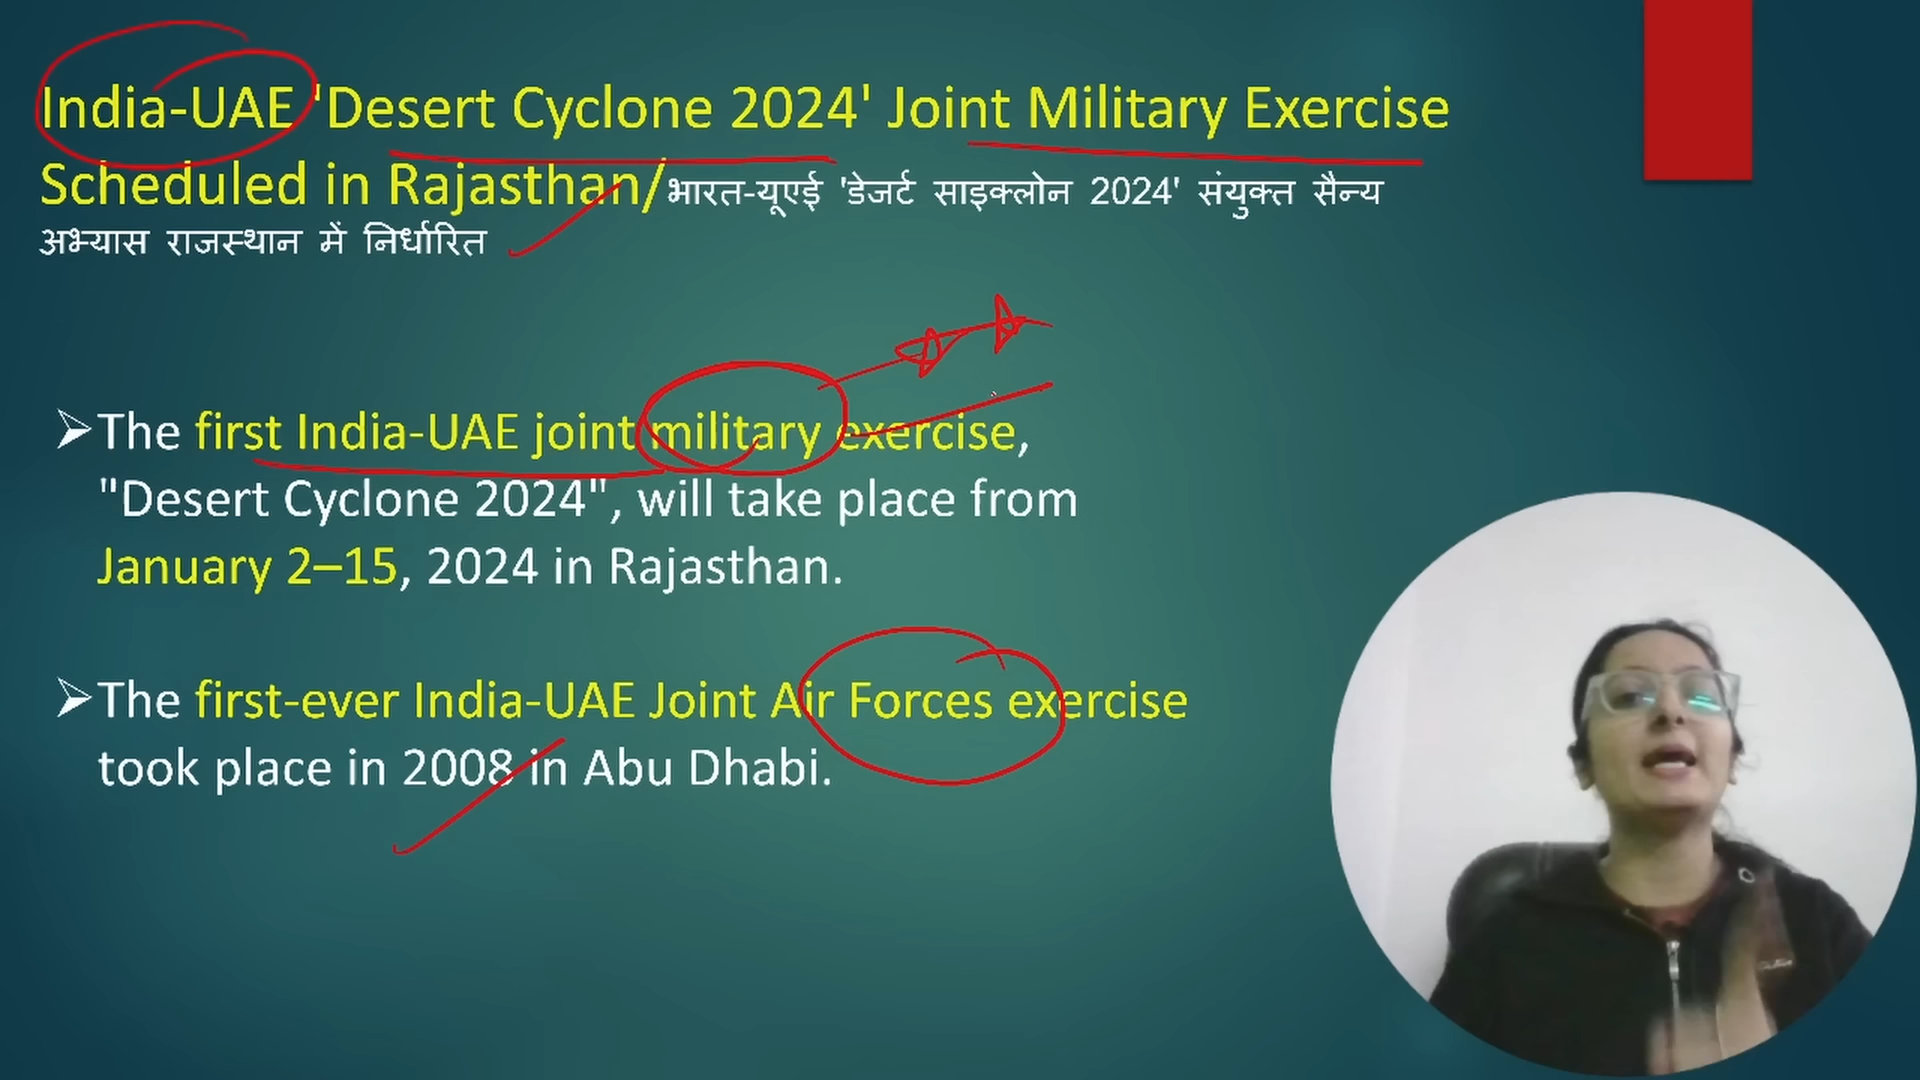 India-UAE 'Desert Cyclone 2024' Joint Military Exercise
Scheduled in Rajasthan/भारत-यूएई 'डेजर्ट साइक्लोन 2024' संयुक्त सैन्य
अभ्यास राजस्थान में निर्धारित
The first India-UAE joint military exercise,
"Desert Cyclone 2024", will take place from
January 2–15, 2024 in Rajasthan.
The first-ever India-UAE Joint Air Forces exercise
took place in 2008 in Abu Dhabi.